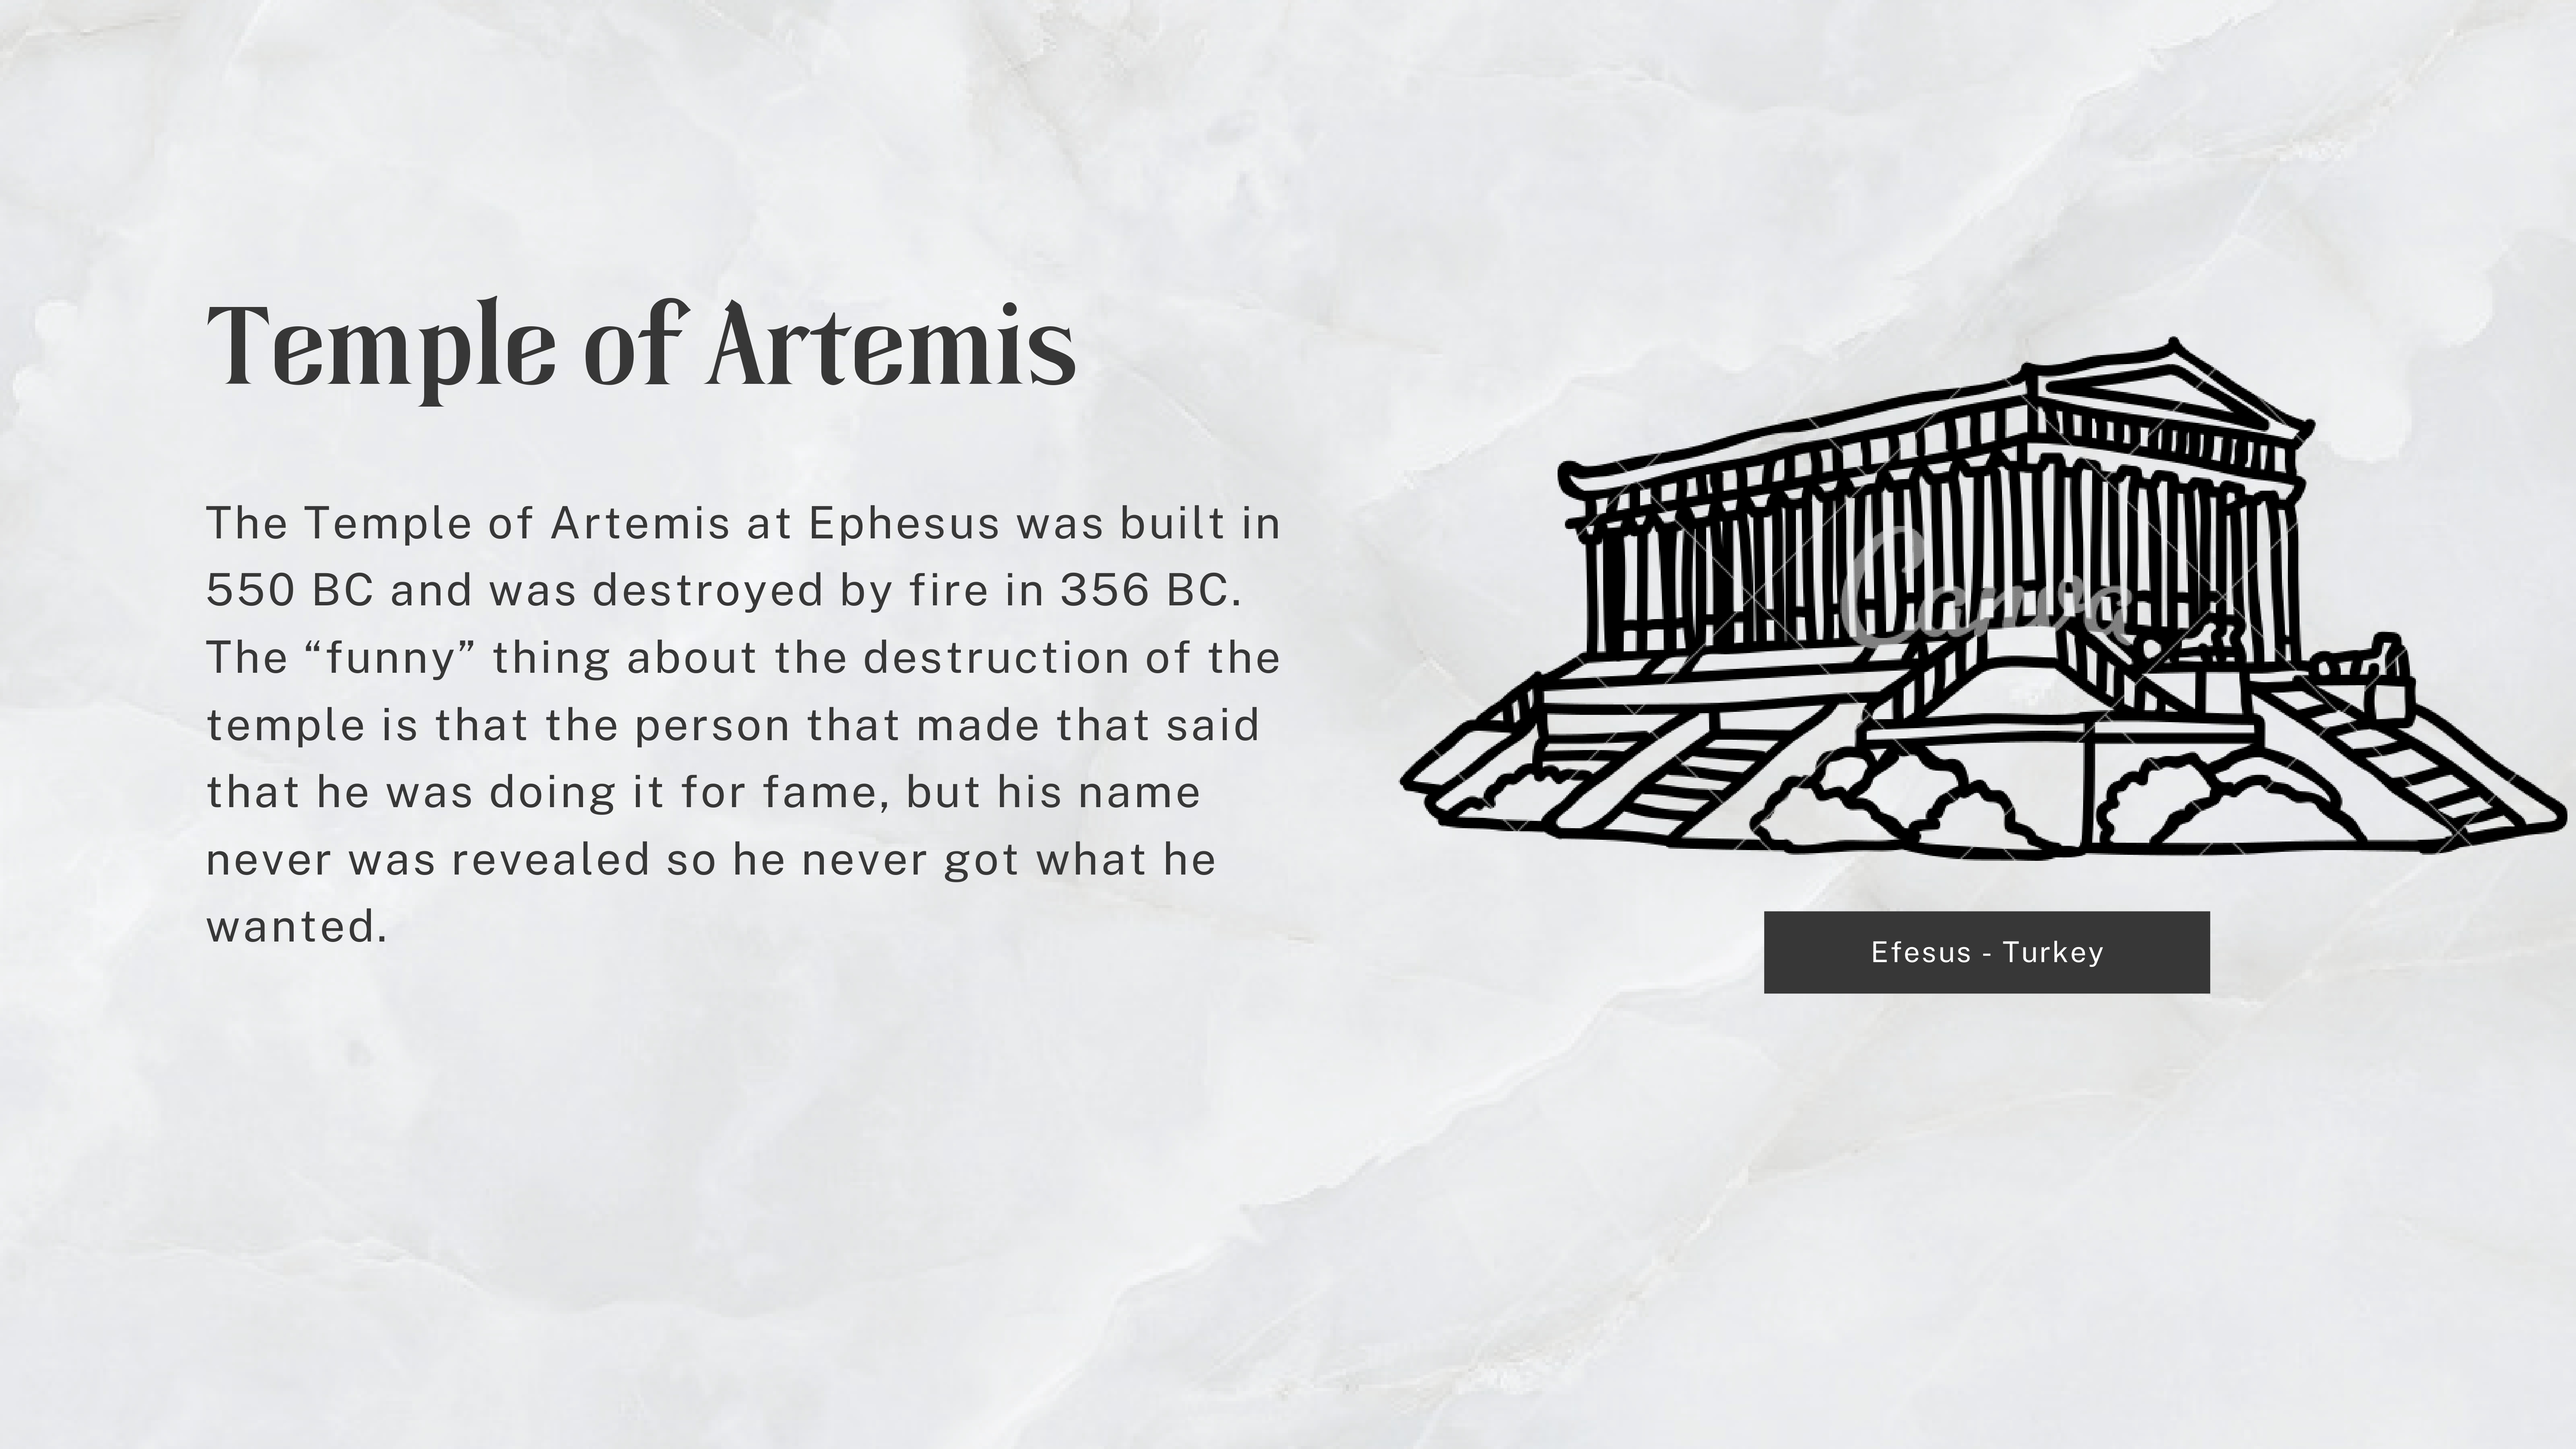 Temple of Artemis
The Temple of Artemis at Ephesus was built in
550 BC and was destroyed by fire in 356 BC.
The “funny” thing about the destruction of the
temple is that the person that made that said
that he was doing it for fame, but his name
never was revealed so he never got what he
wanted.
Canva
Efesus - Turkey